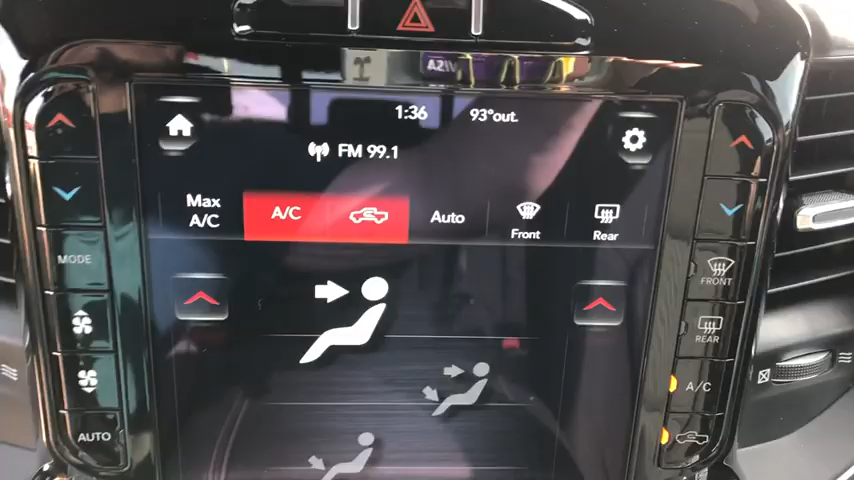 1:36 93°out.
FM 99.1
Max
A/C
A/C
Auto
Front
Rear
MODE
AUTO
FRONT
REAR
A/C